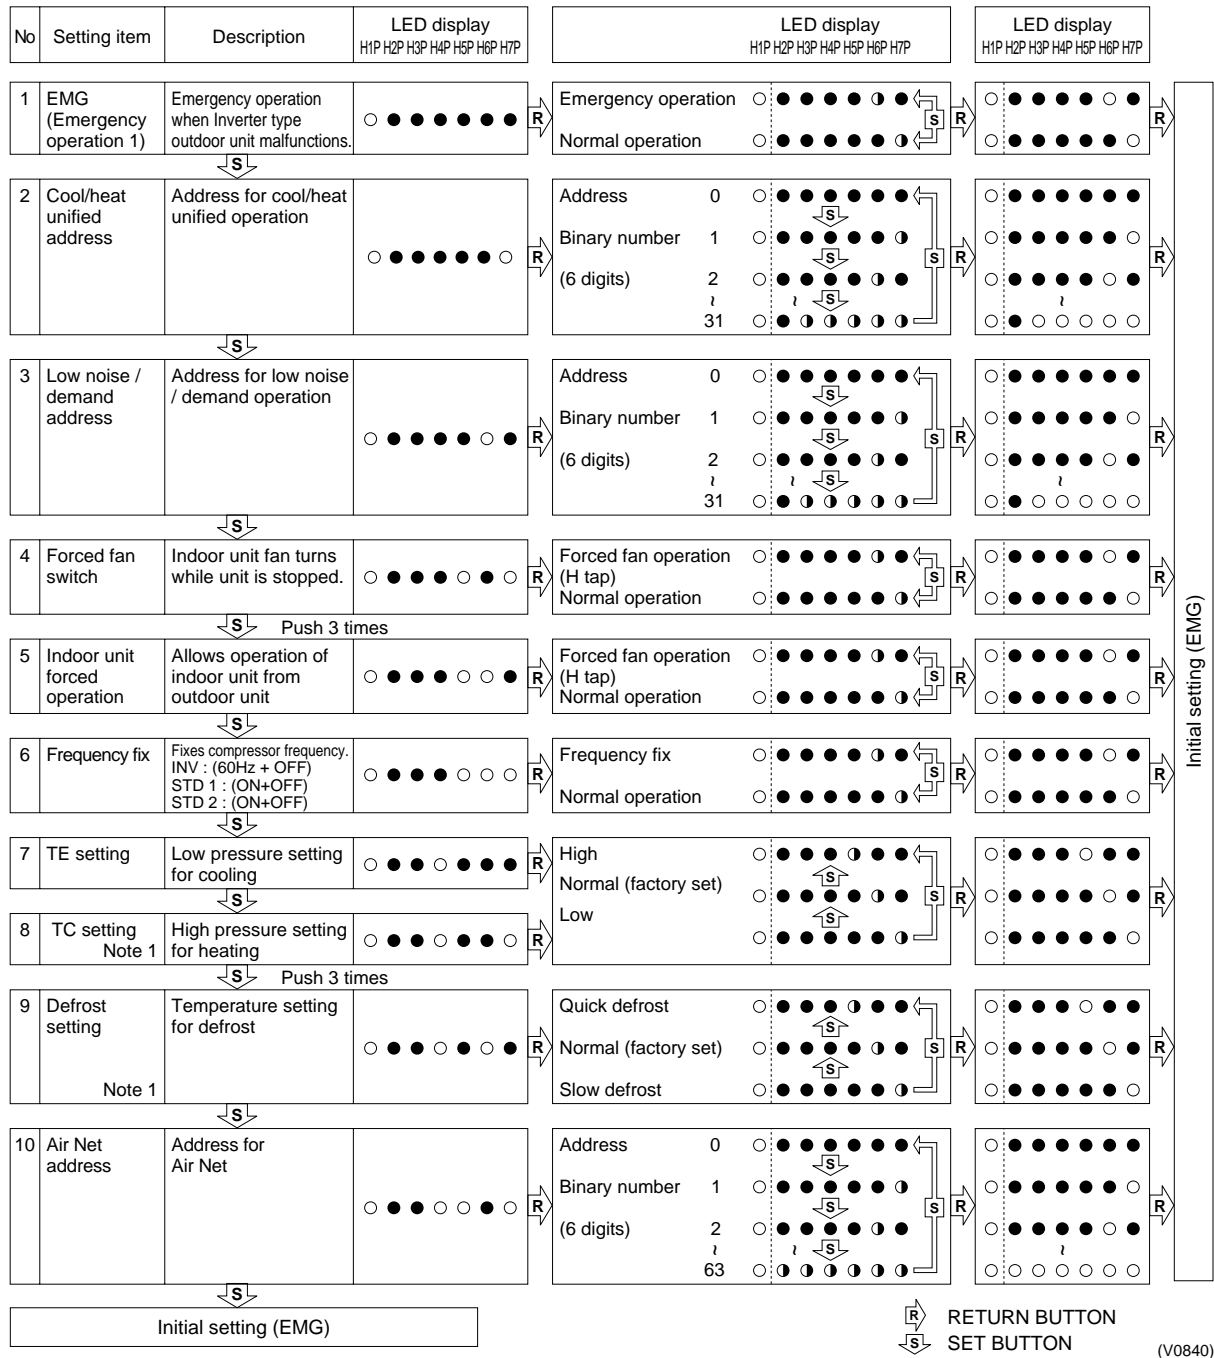 No Setting item Description LED display LED display LED display
H1P H2P H3P H4P H5P H6P H7P H1P H2P H3P H4P H5P H6P H7P H1P H2P H3P H4P H5P H6P H7P
1 EMG Emergency operation Emergency operation
(Emergency when Inverter type R S R R
operation 1) outdoor unit malfunctions. Normal operation
S
2 Cool/heat Address for cool/heat Address 0
unified unified operation S
address Binary number 1
R S S R R
(6 digits) 2
~ ~ S ~
31
S
3 Low noise / Address for low noise Address 0
demand / demand operation S
address Binary number 1
R S S R R
(6 digits) 2
~ ~ S ~
31
S
4 Forced fan Indoor unit fan turns Forced fan operation
switch while unit is stopped. R (H tap) S R R
Normal operation
S Push 3 times
5 Indoor unit Allows operation of Forced fan operation
forced indoor unit from R (H tap) S R R
operation outdoor unit Normal operation
S
6 Frequency fix Fixes compressor frequency. Frequency fix
INV : (60Hz + OFF) R S R R
STD 1 : (ON+OFF)
STD 2 : (ON+OFF) Normal operation
S
7 TE setting Low pressure setting R High
for cooling S
Normal (factory set)
S S R R
Low
8 TC setting High pressure setting R S
Note 1 for heating
S Push 3 times
9 Defrost Temperature setting Quick defrost
setting for defrost S
R Normal (factory set) S R R
S
Note 1 Slow defrost
S
10 Air Net Address for Address 0
address Air Net S
Binary number 1
R S S R R
(6 digits) 2
~ ~ S ~
63
S
Initial setting (EMG)
Initial setting (EMG)
R RETURN BUTTON
S SET BUTTON
(V0840)